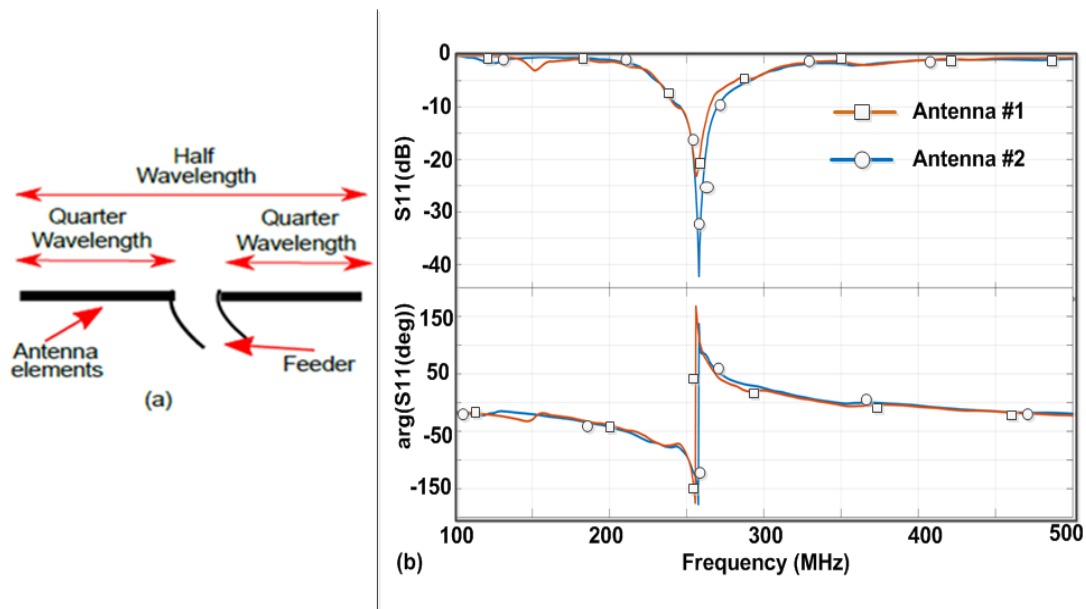 Half
Wavelength
Quarter
Wavelength
Quarter
Wavelength
Antenna
elements
Feeder
(a)
0
-10
-20
-30
-40
S11(dB)
Antenna #1
Antenna #2
150
50
-50
-150
arg(S11(deg))
100
200
300
400
500
Frequency (MHz)
(b)